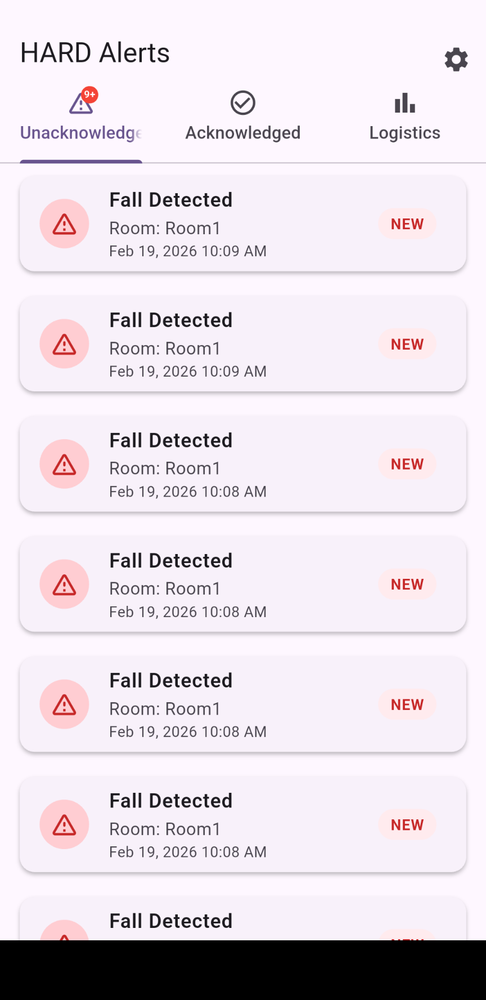 HARD Alerts
9+
Unacknowledge
Acknowledged
Logistics
Fall Detected
Room: Room1
Feb 19, 2026 10:09 AM
NEW
Fall Detected
Room: Room1
Feb 19, 2026 10:09 AM
NEW
Fall Detected
Room: Room1
Feb 19, 2026 10:08 AM
NEW
Fall Detected
Room: Room1
Feb 19, 2026 10:08 AM
NEW
Fall Detected
Room: Room1
Feb 19, 2026 10:08 AM
NEW
Fall Detected
Room: Room1
Feb 19, 2026 10:08 AM
NEW
Fall Detected